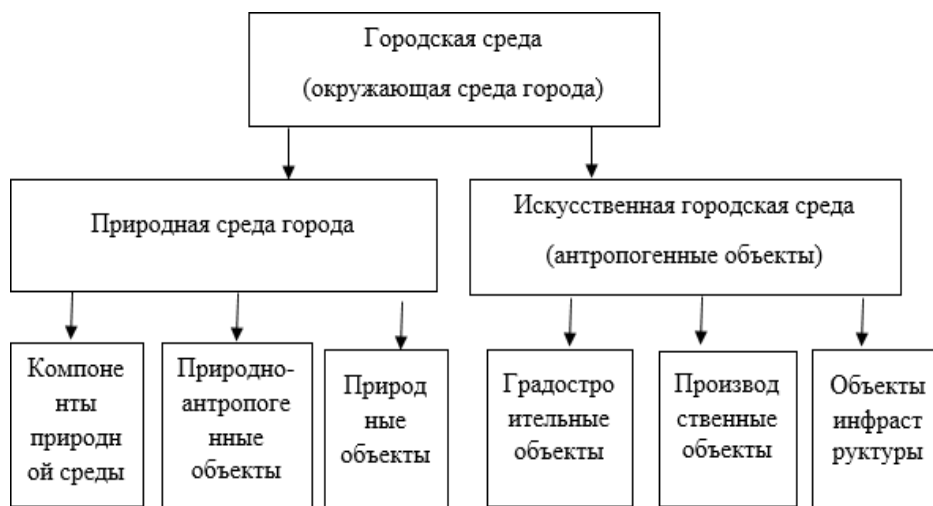 Городская среда
(окружающая среда города)
Природная среда города
Искусственная городская среда
(антропогенные объекты)
Компоне
нты
природн
ой среды
Природно-
антропоге
нные
объекты
Природ
ные
объекты
Градостро
ительные
объекты
Производ
ственные
объекты
Объекты
инфраст
руктуры